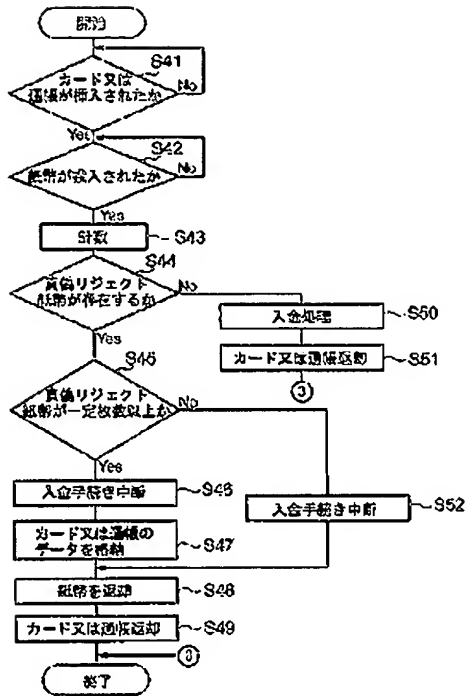 開始
S41
カード又は
通帳が挿入されたか
No
Yes
S42
紙幣が投入されたか
No
Yes
計数
S43
S44
真偽リジェクト
紙幣が存在するか
No
入金処理
S50
Yes
カード又は通帳返却
S51
S45
③
真偽リジェクト
紙幣が一定枚数以上か
No
Yes
入金手続き中断
S46
入金手続き中断
S52
カード又は通帳の
データを格納
S47
紙幣を返却
S48
カード又は通帳返却
S49
③
終了